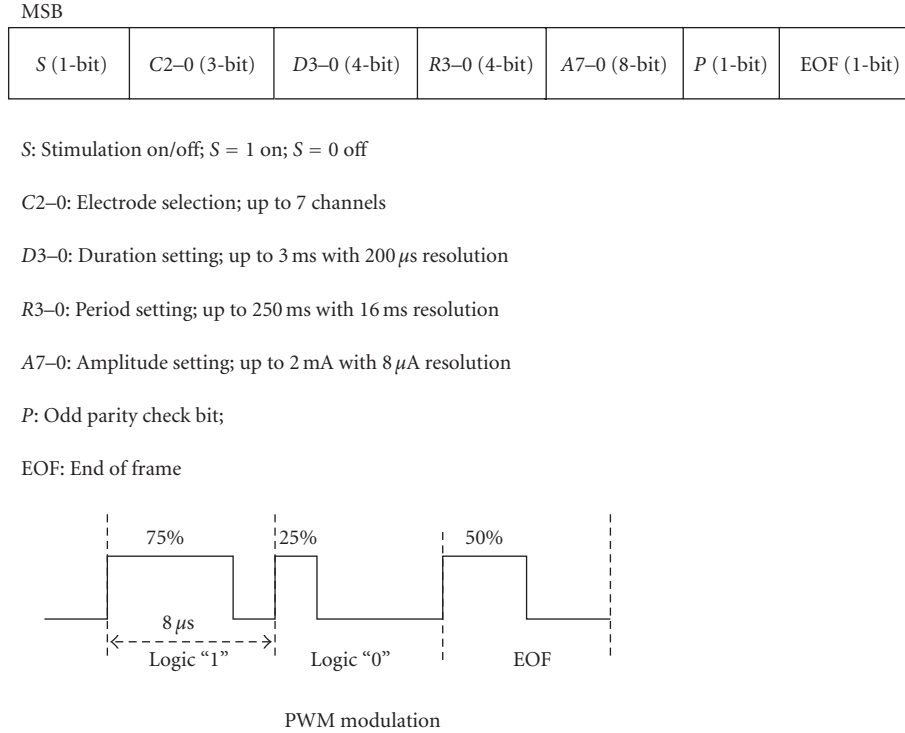 MSB
S (1-bit) C2–0 (3-bit) D3–0 (4-bit) R3–0 (4-bit) A7–0 (8-bit) P (1-bit) EOF (1-bit)
S: Stimulation on/off; S = 1 on; S = 0 off
C2–0: Electrode selection; up to 7 channels
D3–0: Duration setting; up to 3 ms with 200 μs resolution
R3–0: Period setting; up to 250 ms with 16 ms resolution
A7–0: Amplitude setting; up to 2 mA with 8 μA resolution
P: Odd parity check bit;
EOF: End of frame
75% 25% 50%
8 μs
Logic “1” Logic “0” EOF
PWM modulation